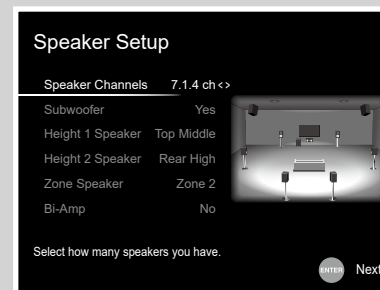 Speaker Setup
Speaker Channels 7.1.4 ch <>
Subwoofer Yes
Height 1 Speaker Top Middle
Height 2 Speaker Rear High
Zone Speaker Zone 2
Bi-Amp No
Select how many speakers you have.
ENTER Next